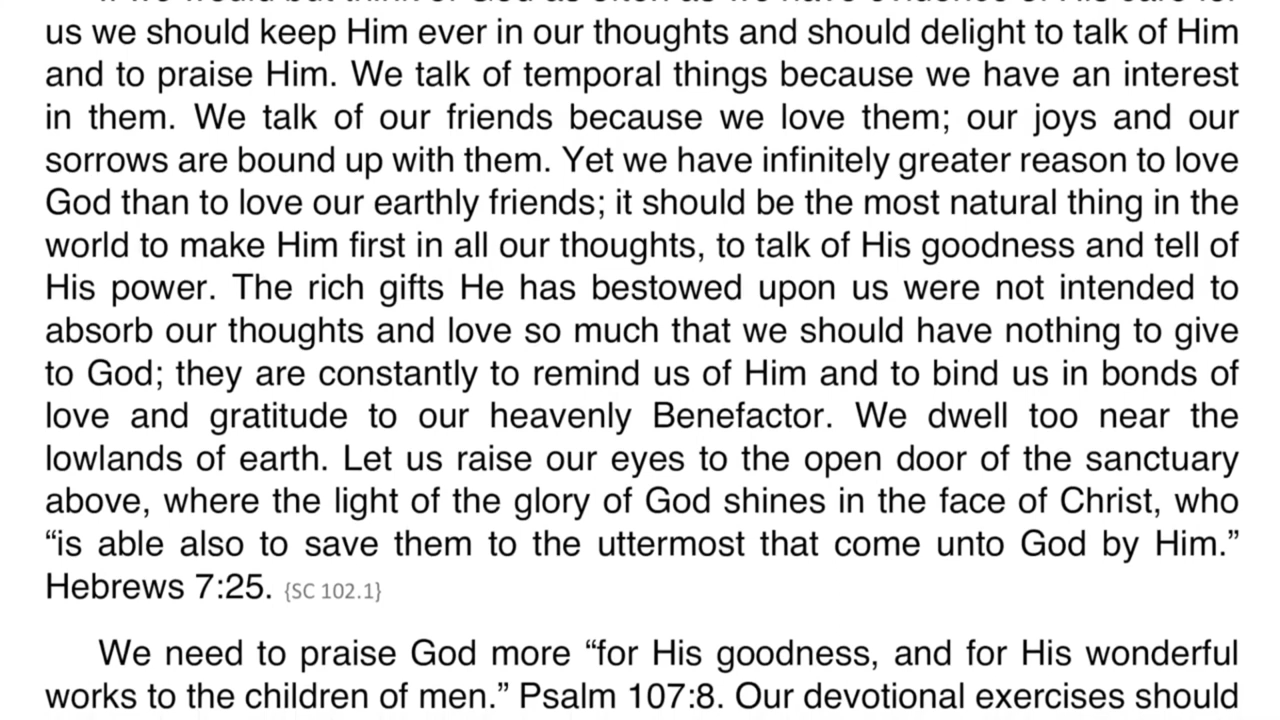 us we should keep Him ever in our thoughts and should delight to talk of Him
and to praise Him. We talk of temporal things because we have an interest
in them. We talk of our friends because we love them; our joys and our
sorrows are bound up with them. Yet we have infinitely greater reason to love
God than to love our earthly friends; it should be the most natural thing in the
world to make Him first in all our thoughts, to talk of His goodness and tell of
His power. The rich gifts He has bestowed upon us were not intended to
absorb our thoughts and love so much that we should have nothing to give
to God; they are constantly to remind us of Him and to bind us in bonds of
love and gratitude to our heavenly Benefactor. We dwell too near the
lowlands of earth. Let us raise our eyes to the open door of the sanctuary
above, where the light of the glory of God shines in the face of Christ, who
“is able also to save them to the uttermost that come unto God by Him.”
Hebrews 7:25. {SC 102.1}
We need to praise God more “for His goodness, and for His wonderful
works to the children of men.” Psalm 107:8. Our devotional exercises should